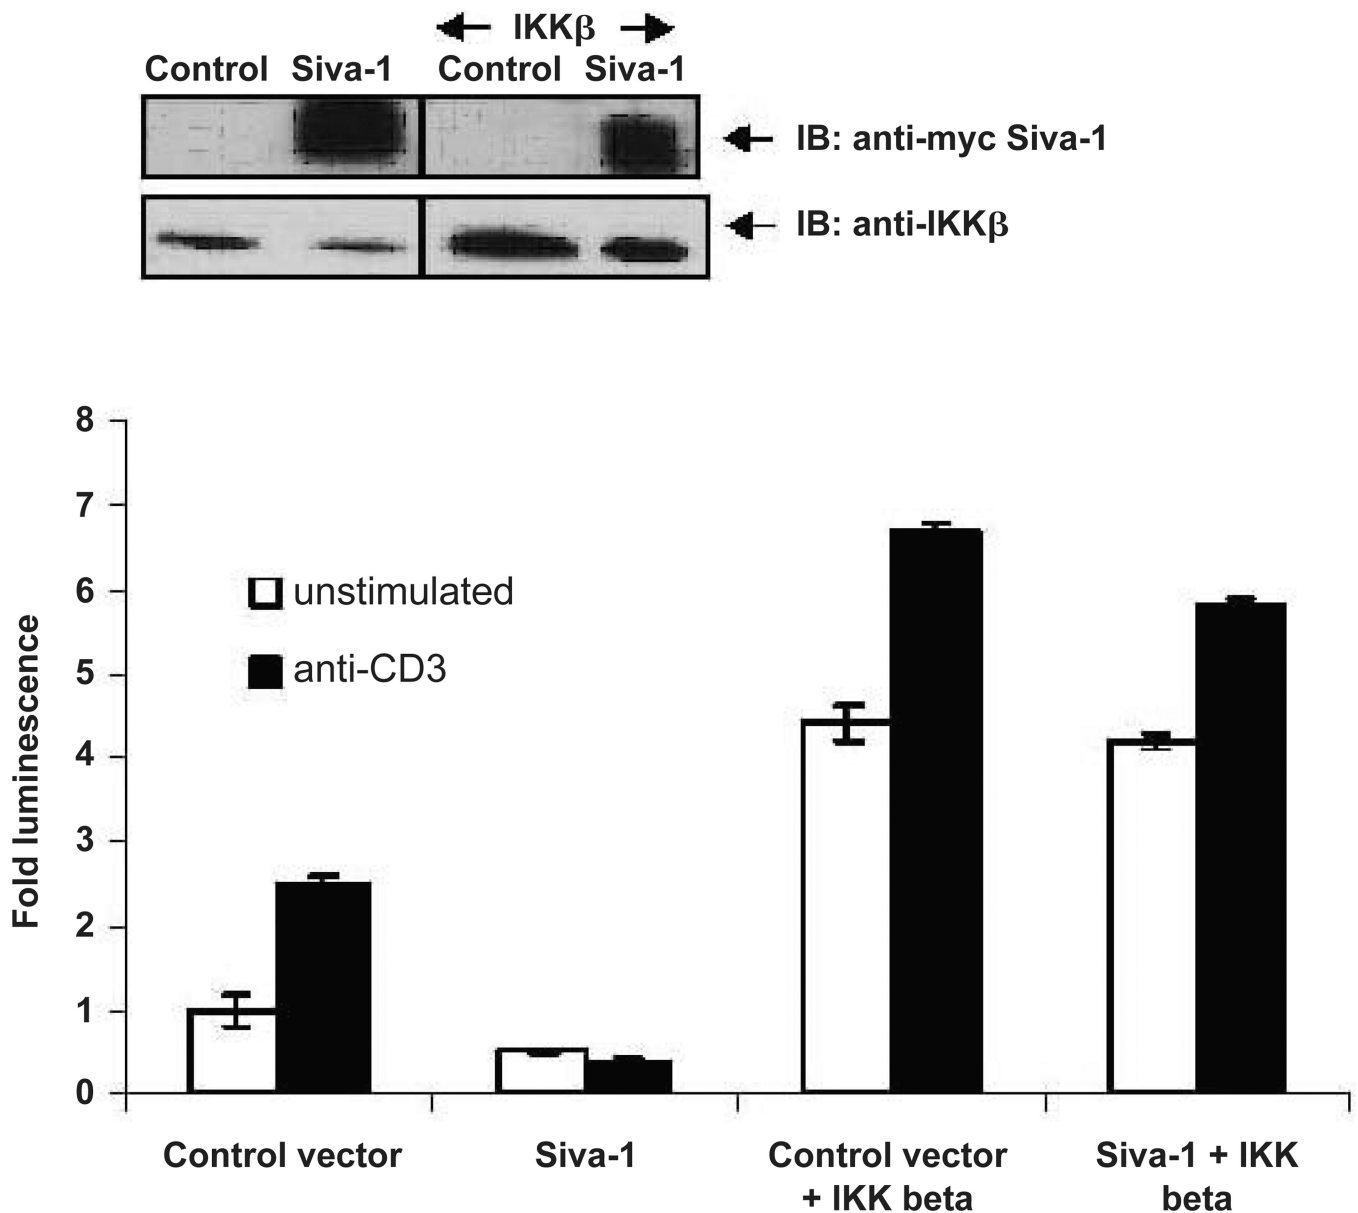 IKKβ
Control Siva-1 Control Siva-1
IB: anti-myc Siva-1
IB: anti-IKKβ
8
7
6
5
4
3
2
1
0
Fold luminescence
unstimulated
anti-CD3
Control vector
Siva-1
Control vector
+ IKK beta
Siva-1 + IKK
beta